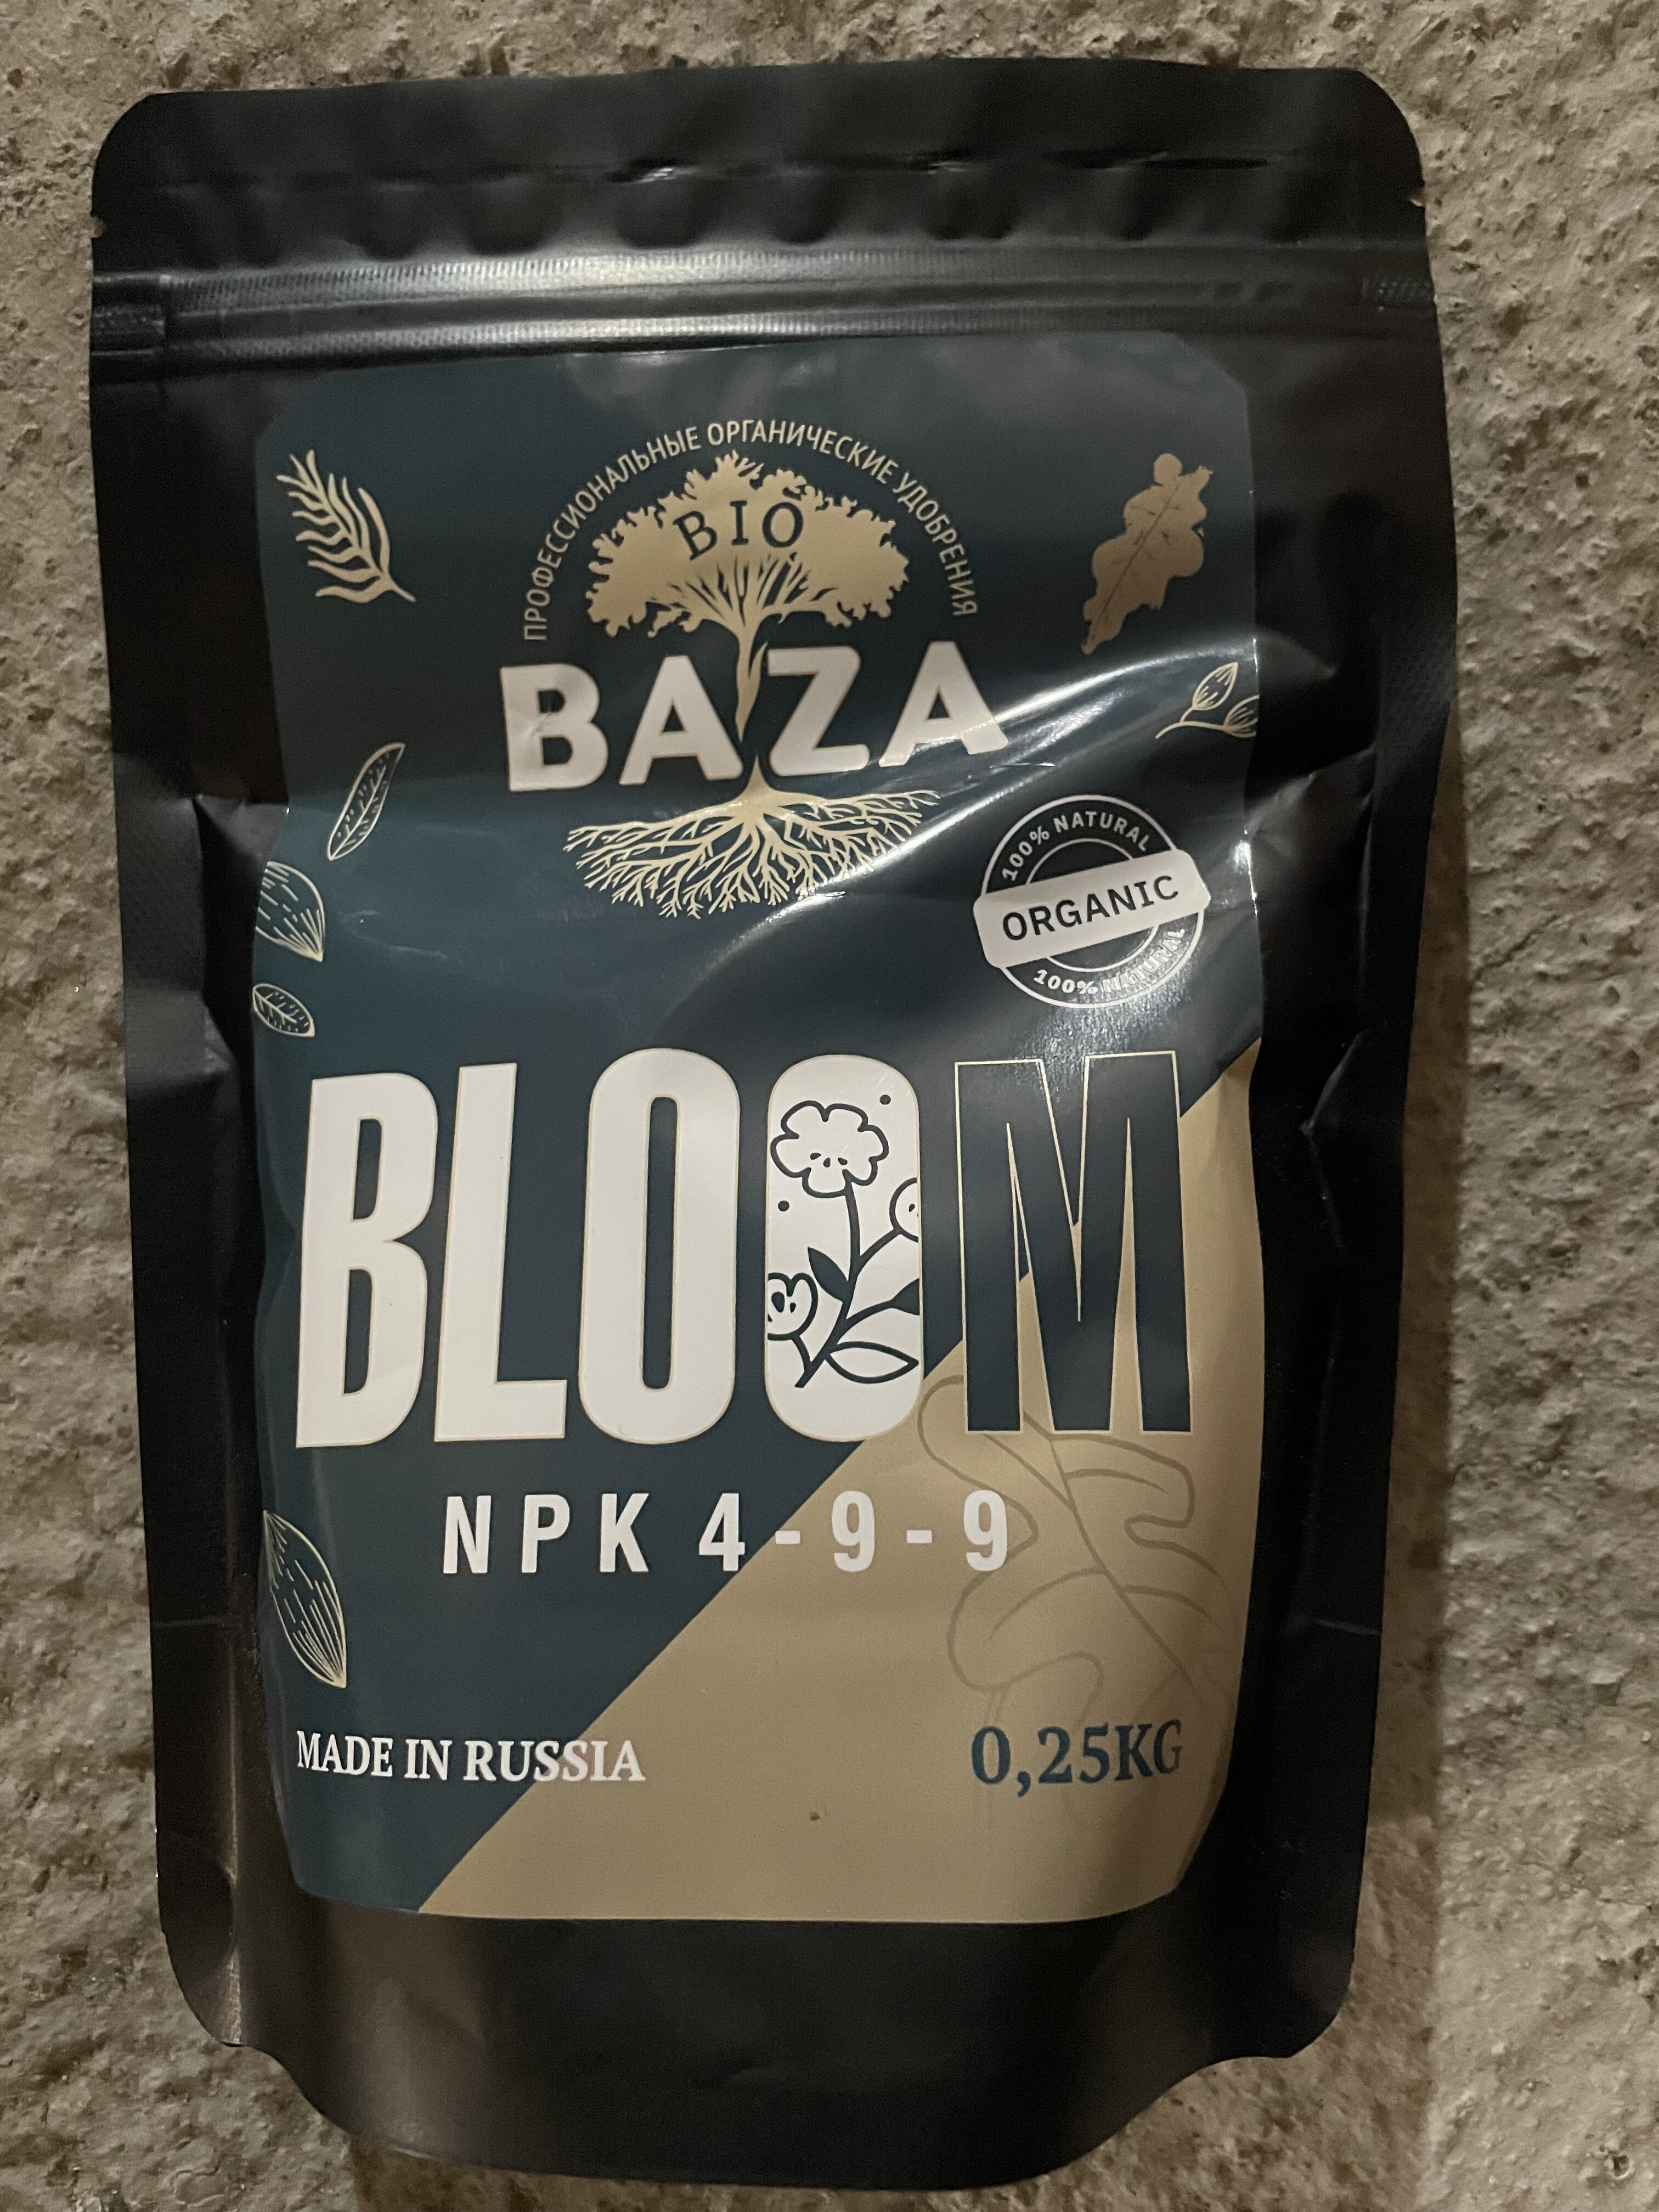 ПРОФЕССИОНАЛЬНЫЕ ОРГАНИЧЕСКИЕ УДОБРЕНИЯ
BIO
BAZA
100% NATURAL
ORGANIC
100% NATURAL
BLOOM
NPK 4-9-9
MADE IN RUSSIA
0,25KG